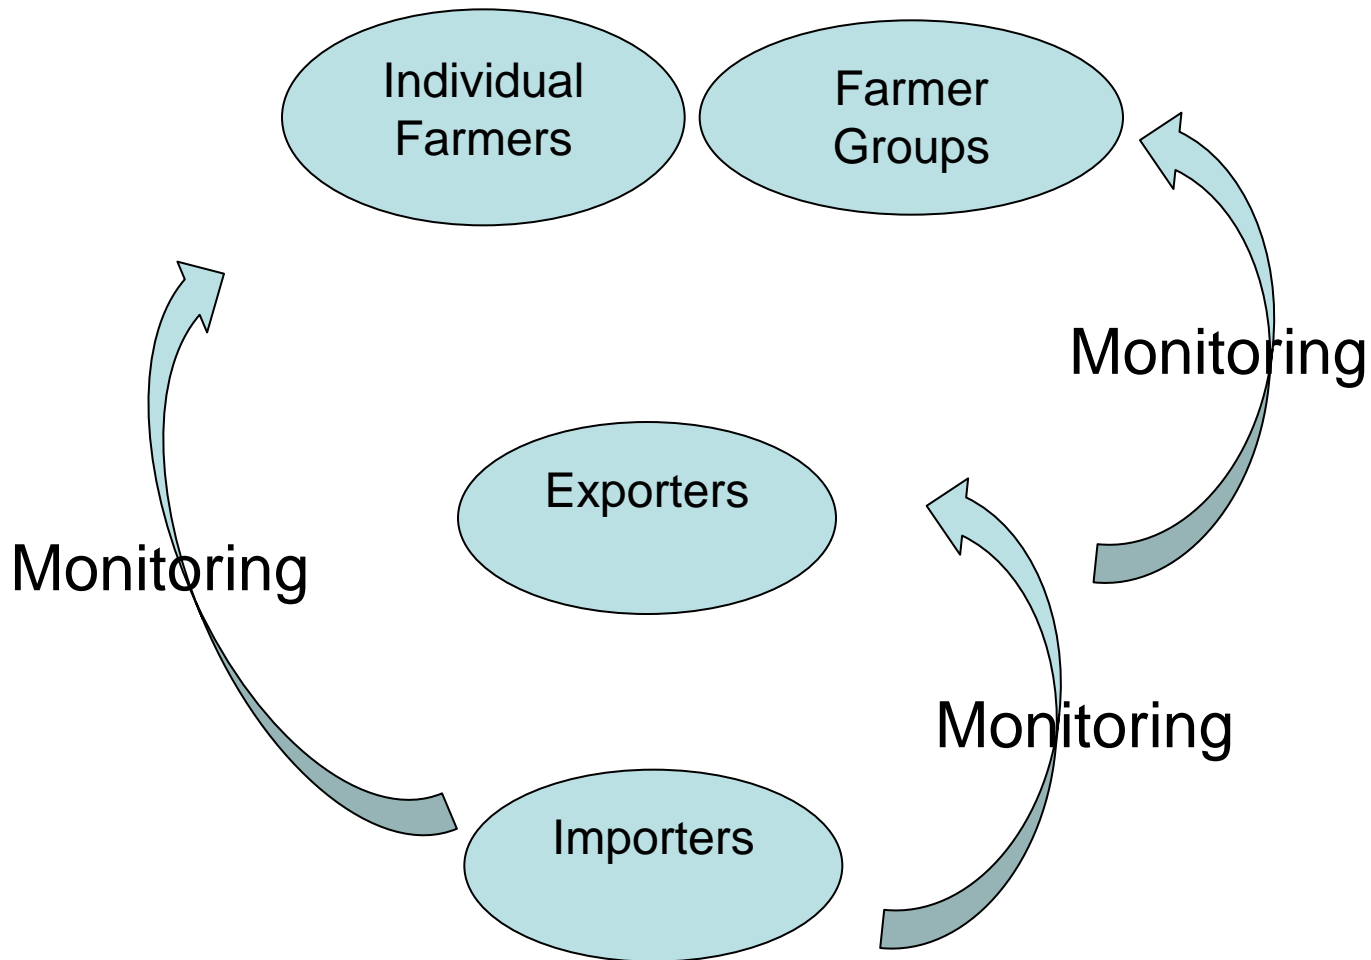 Individual
Farmers
Farmer
Groups
Monitoring
Exporters
Monitoring
Monitoring
Importers